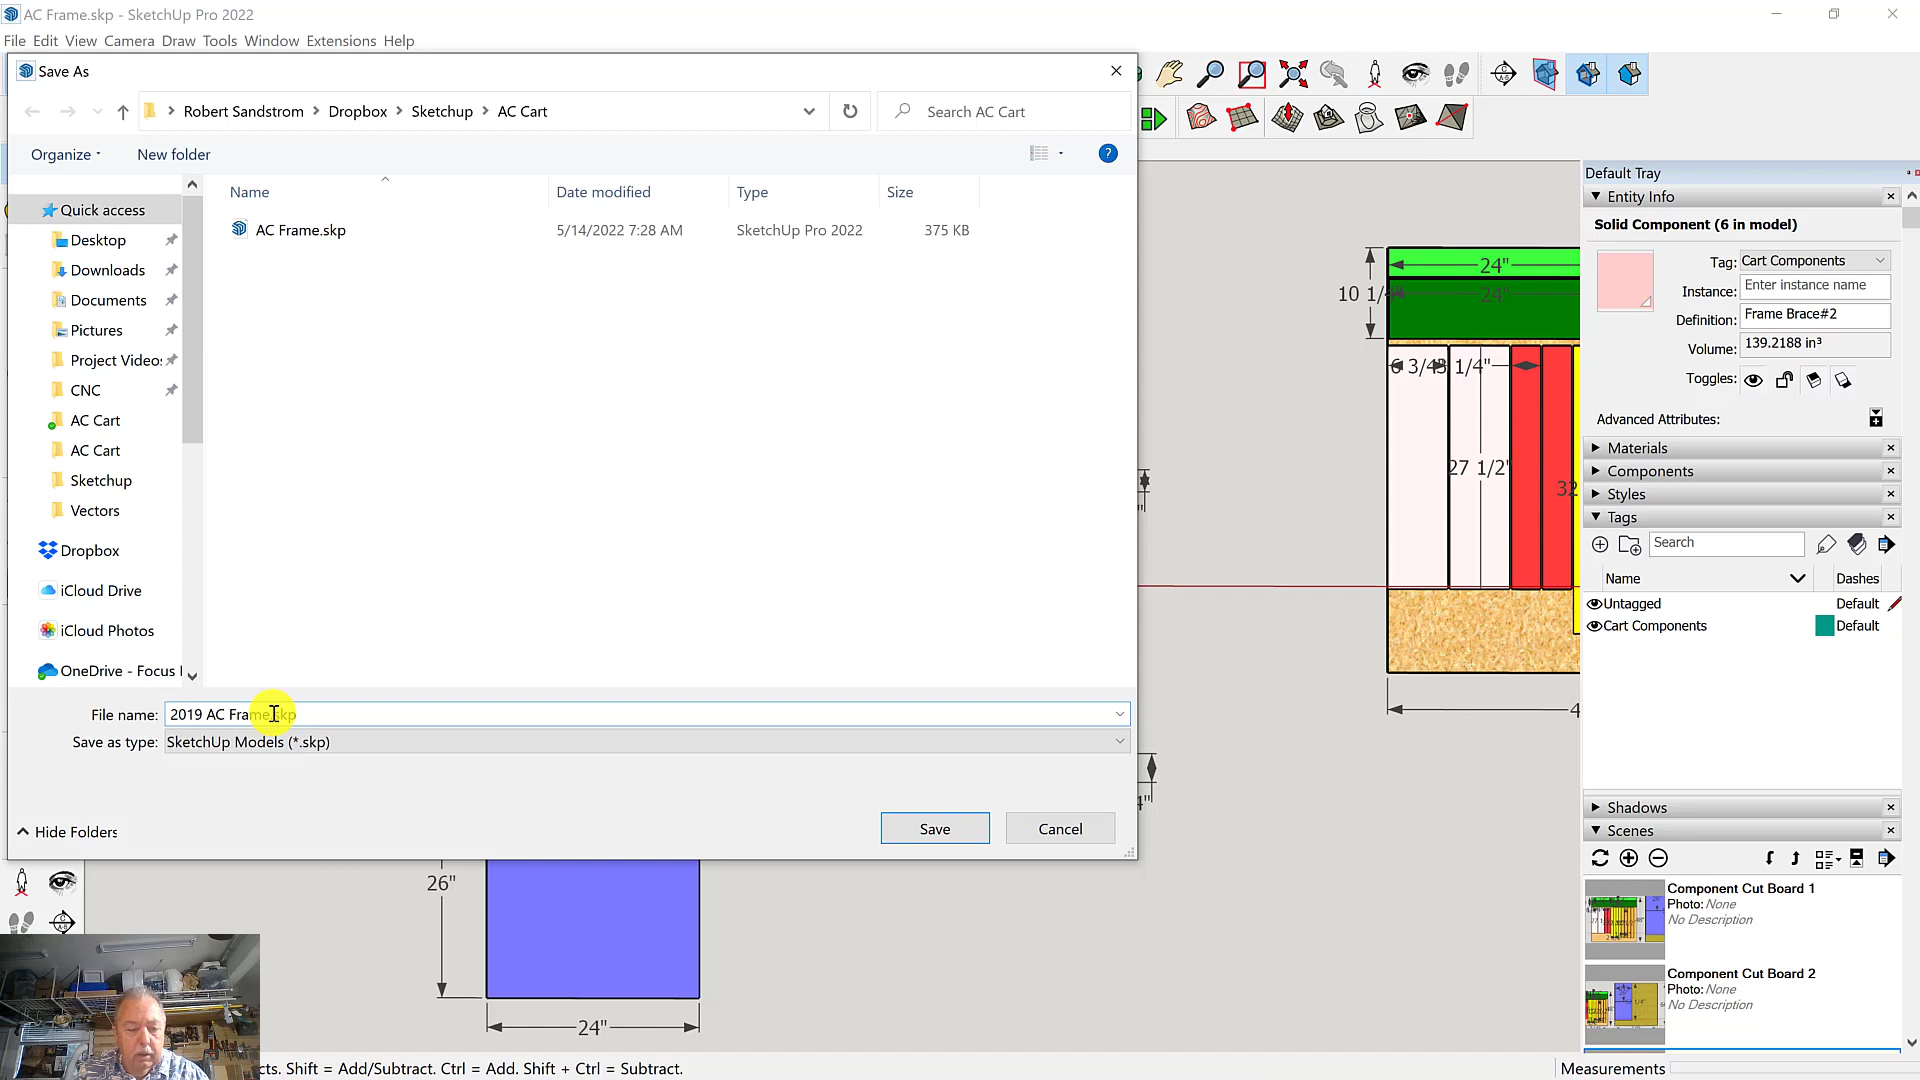 AC Frame.skp - SketchUp Pro 2022
File Edit View Camera Draw Tools Window Extensions Help
Save As
Robert Sandstrom > Dropbox > Sketchup > AC Cart
Search AC Cart
Organize
New folder
Name Date modified Type Size
AC Frame.skp 5/14/2022 7:28 AM SketchUp Pro 2022 375 KB
Quick access
Desktop
Downloads
Documents
Pictures
Project Videos
CNC
AC Cart
AC Cart
Sketchup
Vectors
Dropbox
iCloud Drive
iCloud Photos
OneDrive - Focus
File name: 2019 AC Frame.skp
Save as type: SketchUp Models (*.skp)
Hide Folders
Save
Cancel
24"
10 1/4"
24"
6 3/4
1/4"
27 1/2"
32
4
4"
26"
24"
Default Tray
Entity Info
Solid Component (6 in model)
Tag: Cart Components
Instance: Enter instance name
Definition: Frame Brace#2
Volume: 139.2188 in³
Toggles:
Advanced Attributes:
Materials
Components
Styles
Tags
Search
Name Dashes
Untagged Default
Cart Components Default
Shadows
Scenes
Component Cut Board 1
Photo: None
No Description
Component Cut Board 2
Photo: None
No Description
cts. Shift = Add/Subtract. Ctrl = Add. Shift + Ctrl = Subtract.
Measurements